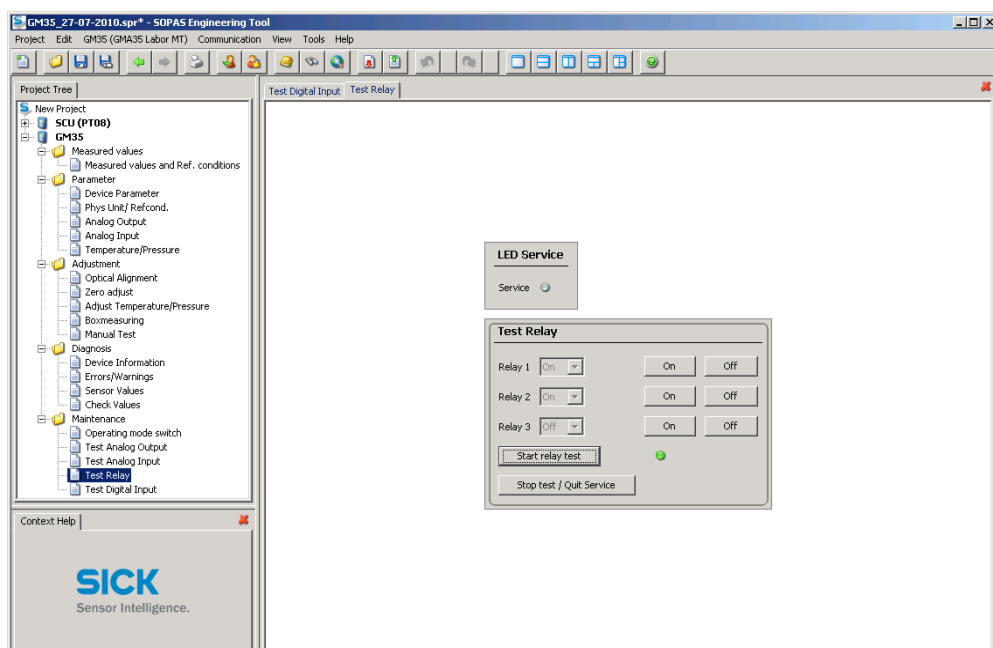 GM35_27-07-2010.spr* - SOPAS Engineering Tool
Project Edit GM35 (GMA35 Labor MT) Communication View Tools Help
Project Tree
Test Digital Input Test Relay
New Project
SCU (PT08)
GM35
Measured values
Measured values and Ref. conditions
Parameter
Device Parameter
Phys Unit/ Refcond.
Analog Output
Analog Input
Temperature/Pressure
Adjustment
Optical Alignment
Zero adjust
Adjust Temperature/Pressure
Boxmeasuring
Manual Test
Diagnosis
Device Information
Errors/Warnings
Sensor Values
Check Values
Maintenance
Operating mode switch
Test Analog Output
Test Analog Input
Test Relay
Test Digital Input
LED Service
Service
Test Relay
Relay 1 On On Off
Relay 2 On On Off
Relay 3 Off On Off
Start relay test
Stop test / Quit Service
Context Help
SICK
Sensor Intelligence.